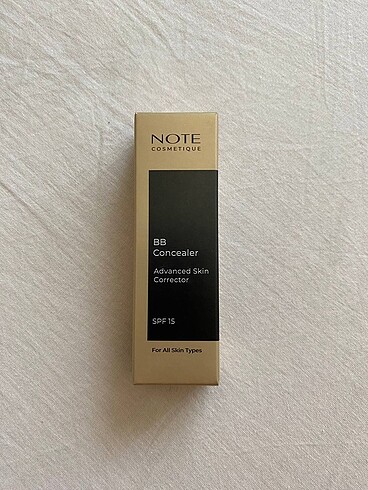 NOTE
COSMETIQUE
BB
Concealer
Advanced Skin
Corrector
SPF 15
For All Skin Types